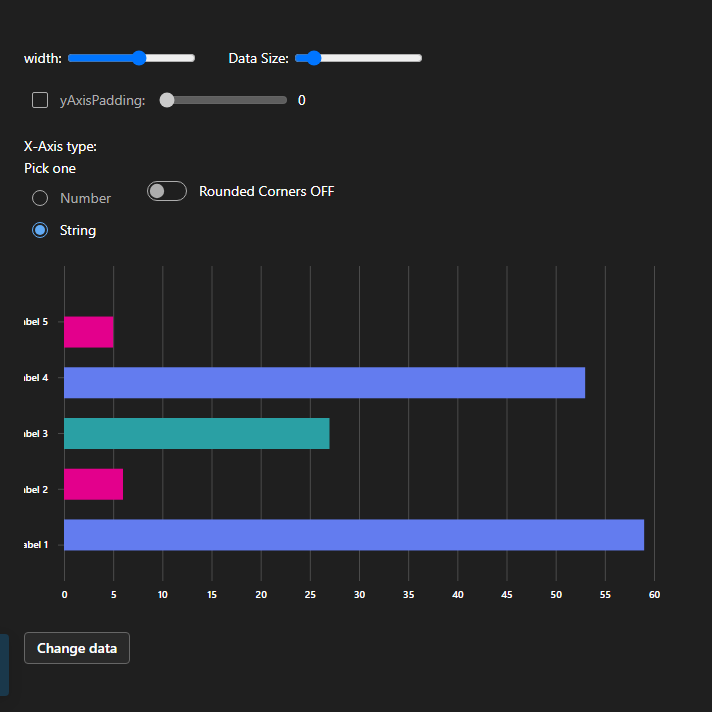 width: Data Size:
yAxisPadding: 0
X-Axis type:
Pick one
Number Rounded Corners OFF
String
abel 5
abel 4
abel 3
abel 2
abel 1
0 5 10 15 20 25 30 35 40 45 50 55 60
Change data